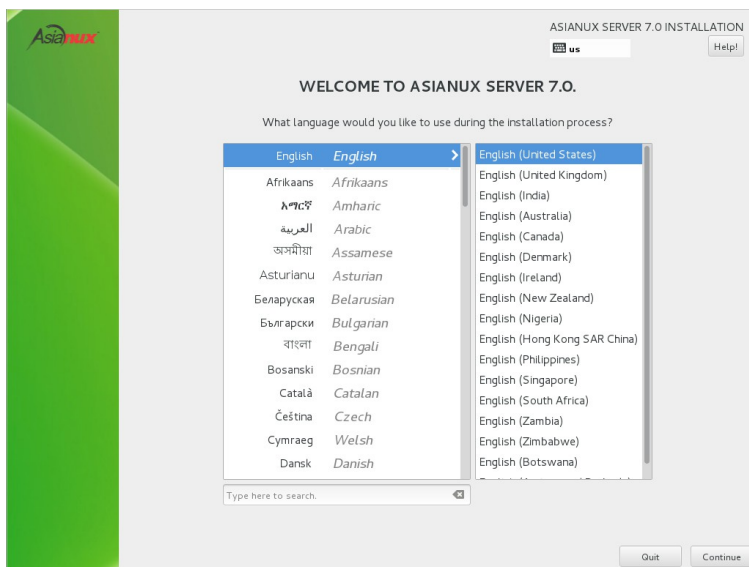 Asianux
ASIANUX SERVER 7.0 INSTALLATION
us
Help!
WELCOME TO ASIANUX SERVER 7.0.
What language would you like to use during the installation process?
English English
Afrikaans Afrikaans
አማርኛ Amharic
العربية Arabic
অসমীয়া Assamese
Asturianu Asturian
Беларуская Belarusian
Български Bulgarian
বাংলা Bengali
Bosanski Bosnian
Català Catalan
Čeština Czech
Cymraeg Welsh
Dansk Danish
English (United States)
English (United Kingdom)
English (India)
English (Australia)
English (Canada)
English (Denmark)
English (Ireland)
English (New Zealand)
English (Nigeria)
English (Hong Kong SAR China)
English (Philippines)
English (Singapore)
English (South Africa)
English (Zambia)
English (Zimbabwe)
English (Botswana)
Type here to search.
Quit
Continue